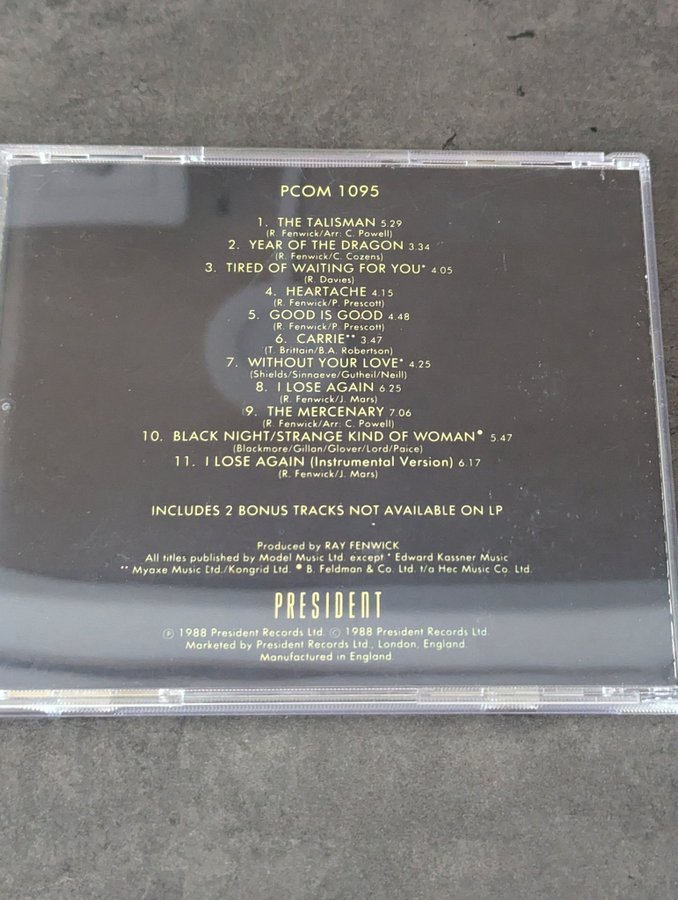 PCOM 1095
1. THE TALISMAN 5.29
(R. Fenwick/Arr: C. Powell)
2. YEAR OF THE DRAGON 3.34
(R. Fenwick/C. Cozens)
3. TIRED OF WAITING FOR YOU* 4.05
(R. Davies)
4. HEARTACHE 4.15
(R. Fenwick/P. Prescott)
5. GOOD IS GOOD 4.48
(R. Fenwick/P. Prescott)
6. CARRIE** 3.47
(T. Brittain/B.A. Robertson)
7. WITHOUT YOUR LOVE* 4.25
(Shields/Sinnaeve/Gutheil/Neill)
8. I LOSE AGAIN 6.25
(R. Fenwick/J. Mars)
9. THE MERCENARY 7.06
(R. Fenwick/Arr: C. Powell)
10. BLACK NIGHT/STRANGE KIND OF WOMAN● 5.47
(Blackmore/Gillan/Glover/Lord/Paice)
11. I LOSE AGAIN (Instrumental Version) 6.17
(R. Fenwick/J. Mars)
INCLUDES 2 BONUS TRACKS NOT AVAILABLE ON LP
Produced by RAY FENWICK
All titles published by Model Music Ltd. except * Edward Kassner Music
** Myaxe Music Ltd./Kongrid Ltd. ● B. Feldman & Co. Ltd. t/a Hec Music Co. Ltd.
PRESIDENT
Ⓟ 1988 President Records Ltd. © 1988 President Records Ltd.
Marketed by President Records Ltd., London, England.
Manufactured in England.